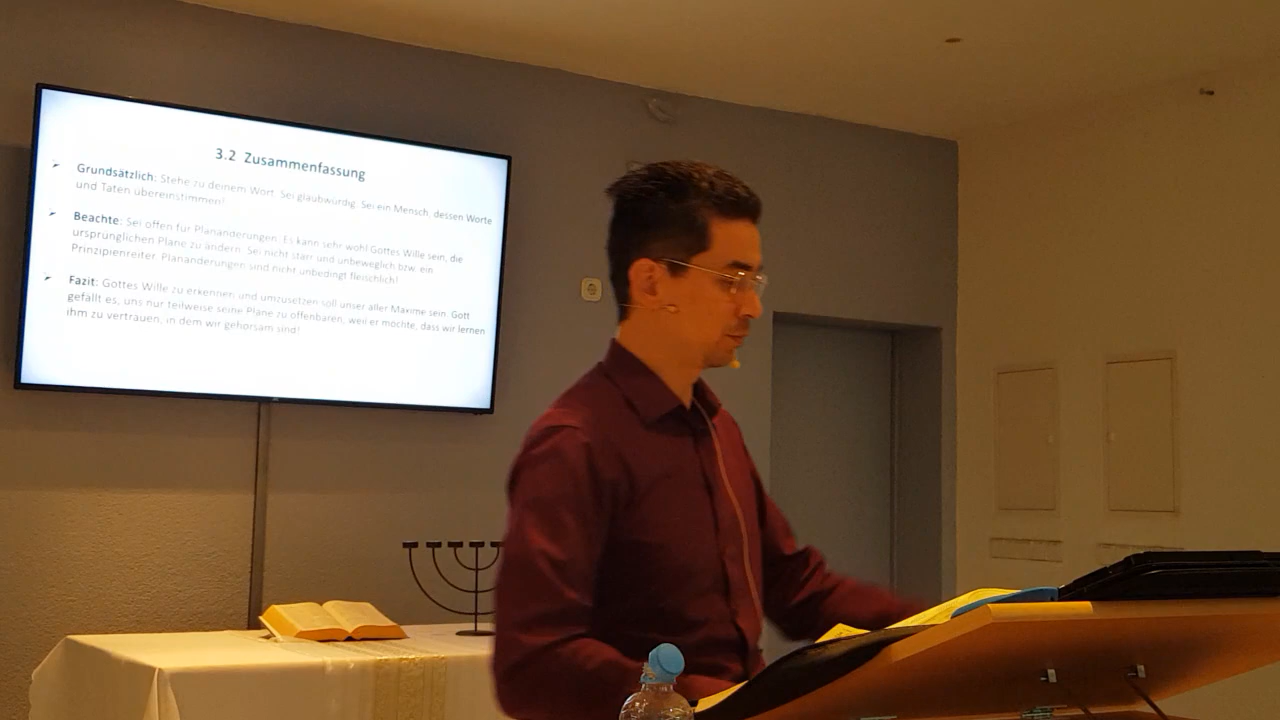 3.2 Zusammenfassung
Grundsätzlich: Stehe zu deinem Wort. Sei glaubwürdig. Sei ein Mensch, dessen Worte
und Taten übereinstimmen!
Beachte: Sei offen für Planänderungen. Es kann sehr wohl Gottes Wille sein, die
ursprünglichen Pläne zu ändern. Sei nicht starr und unbeweglich bzw. ein
Prinzipienreiter. Planänderungen sind nicht unbedingt fleischlich!
Fazit: Gottes Wille zu erkennen und umzusetzen soll unser aller Maxime sein. Gott
gefällt es, uns nur teilweise seine Pläne zu offenbaren, weil er möchte, dass wir lernen
ihm zu vertrauen, in dem wir gehorsam sind!